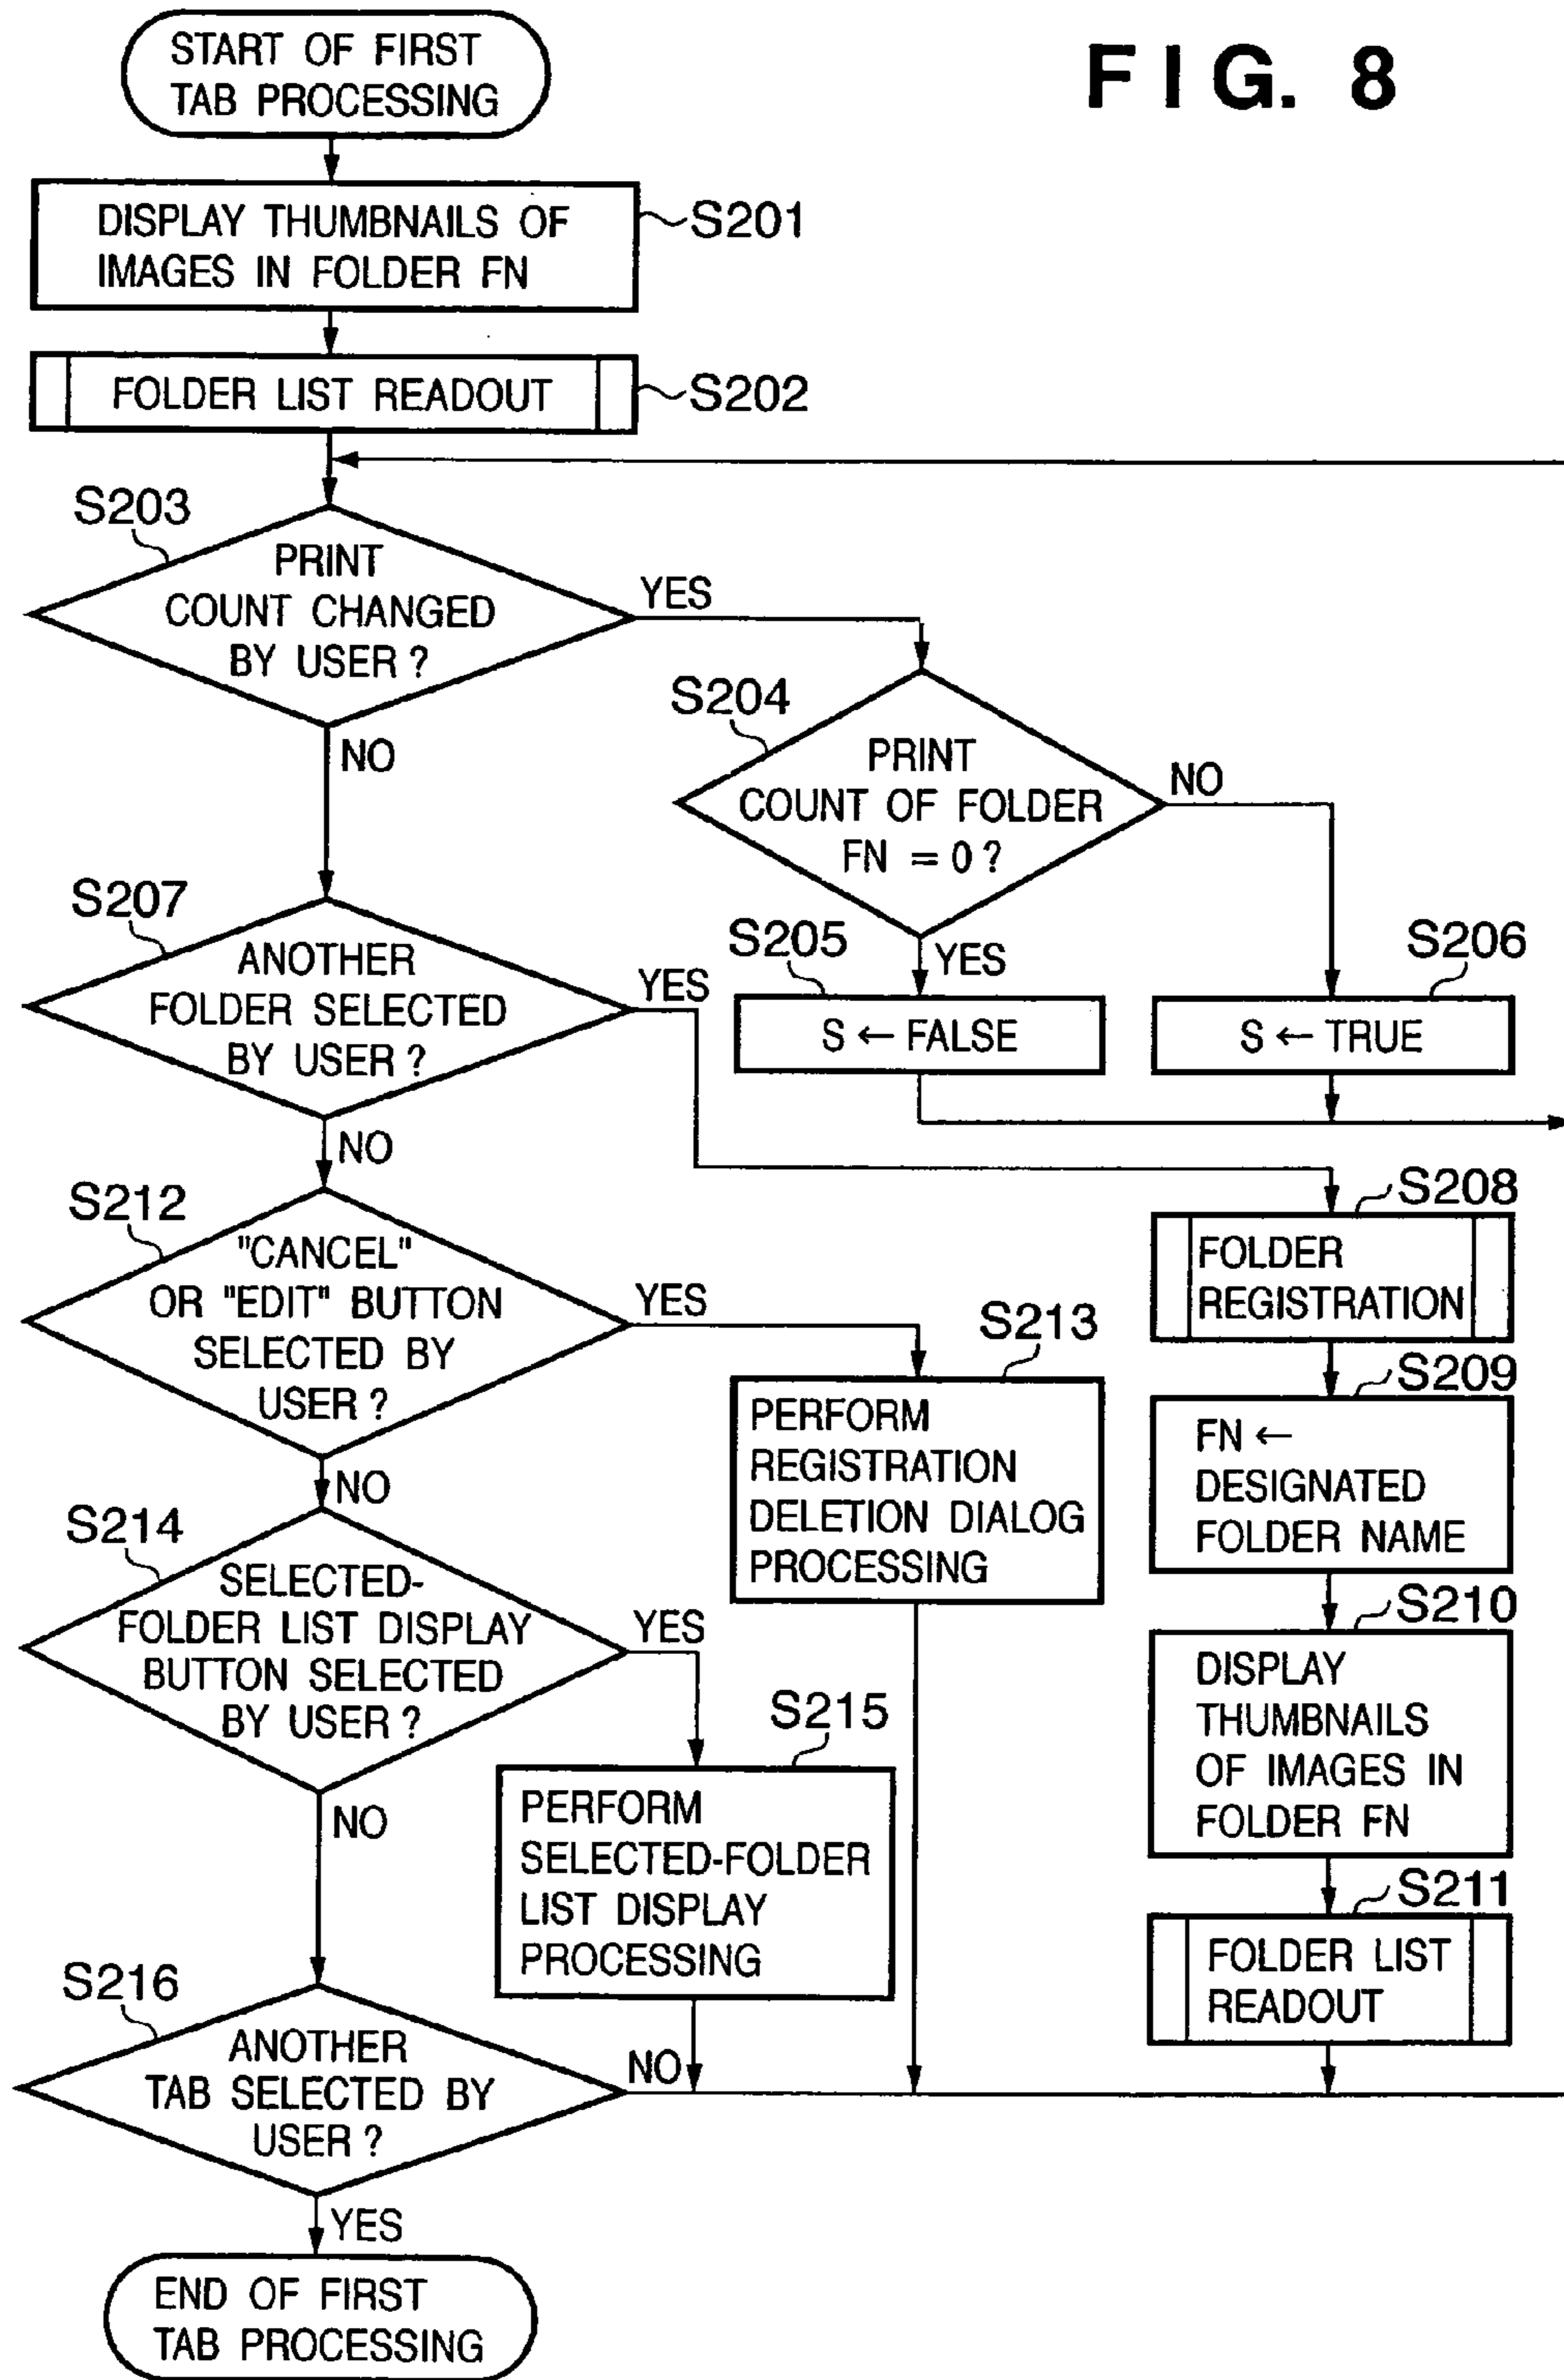 FIG. 8
START OF FIRST
TAB PROCESSING
DISPLAY THUMBNAILS OF
IMAGES IN FOLDER FN
S201
FOLDER LIST READOUT
S202
S203
PRINT
COUNT CHANGED
BY USER ?
YES
NO
S204
PRINT
COUNT OF FOLDER
FN = 0 ?
NO
YES
S205
S ← FALSE
S206
S ← TRUE
S207
ANOTHER
FOLDER SELECTED
BY USER ?
YES
NO
S208
FOLDER
REGISTRATION
S209
FN ←
DESIGNATED
FOLDER NAME
S210
DISPLAY
THUMBNAILS
OF IMAGES IN
FOLDER FN
S211
FOLDER LIST
READOUT
S212
"CANCEL"
OR "EDIT" BUTTON
SELECTED BY
USER ?
YES
NO
S213
PERFORM
REGISTRATION
DELETION DIALOG
PROCESSING
S214
SELECTED-
FOLDER LIST DISPLAY
BUTTON SELECTED
BY USER ?
YES
NO
S215
PERFORM
SELECTED-FOLDER
LIST DISPLAY
PROCESSING
S216
ANOTHER
TAB SELECTED BY
USER ?
NO
YES
END OF FIRST
TAB PROCESSING